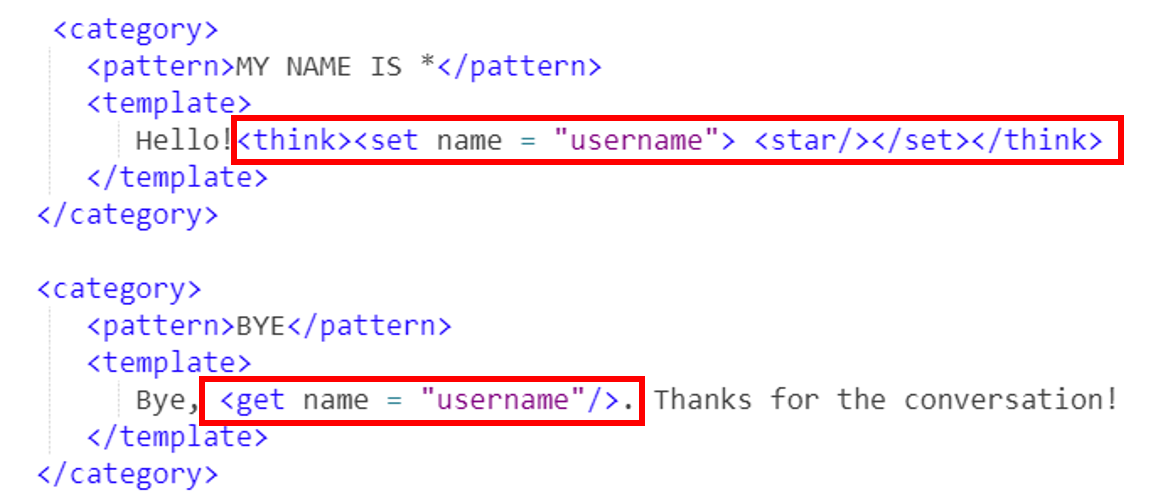 <category>
<pattern>MY NAME IS *</pattern>
<template>
Hello!<think><set name = "username"> <star/></set></think>
</template>
</category>
<category>
<pattern>BYE</pattern>
<template>
Bye, <get name = "username"/>. Thanks for the conversation!
</template>
</category>